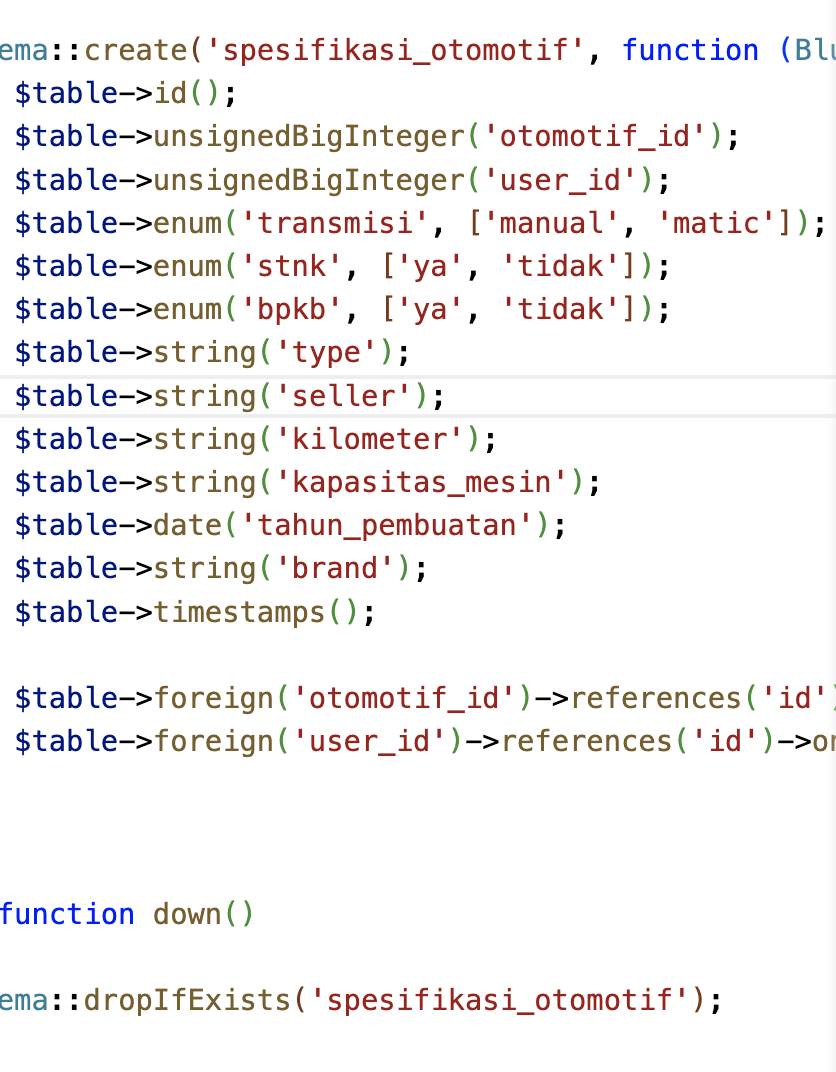 ema::create('spesifikasi_otomotif', function (Blu
$table->id();
$table->unsignedBigInteger('otomotif_id');
$table->unsignedBigInteger('user_id');
$table->enum('transmisi', ['manual', 'matic']);
$table->enum('stnk', ['ya', 'tidak']);
$table->enum('bpkb', ['ya', 'tidak']);
$table->string('type');
$table->string('seller');
$table->string('kilometer');
$table->string('kapasitas_mesin');
$table->date('tahun_pembuatan');
$table->string('brand');
$table->timestamps();
$table->foreign('otomotif_id')->references('id')
$table->foreign('user_id')->references('id')->on
function down()
ema::dropIfExists('spesifikasi_otomotif');